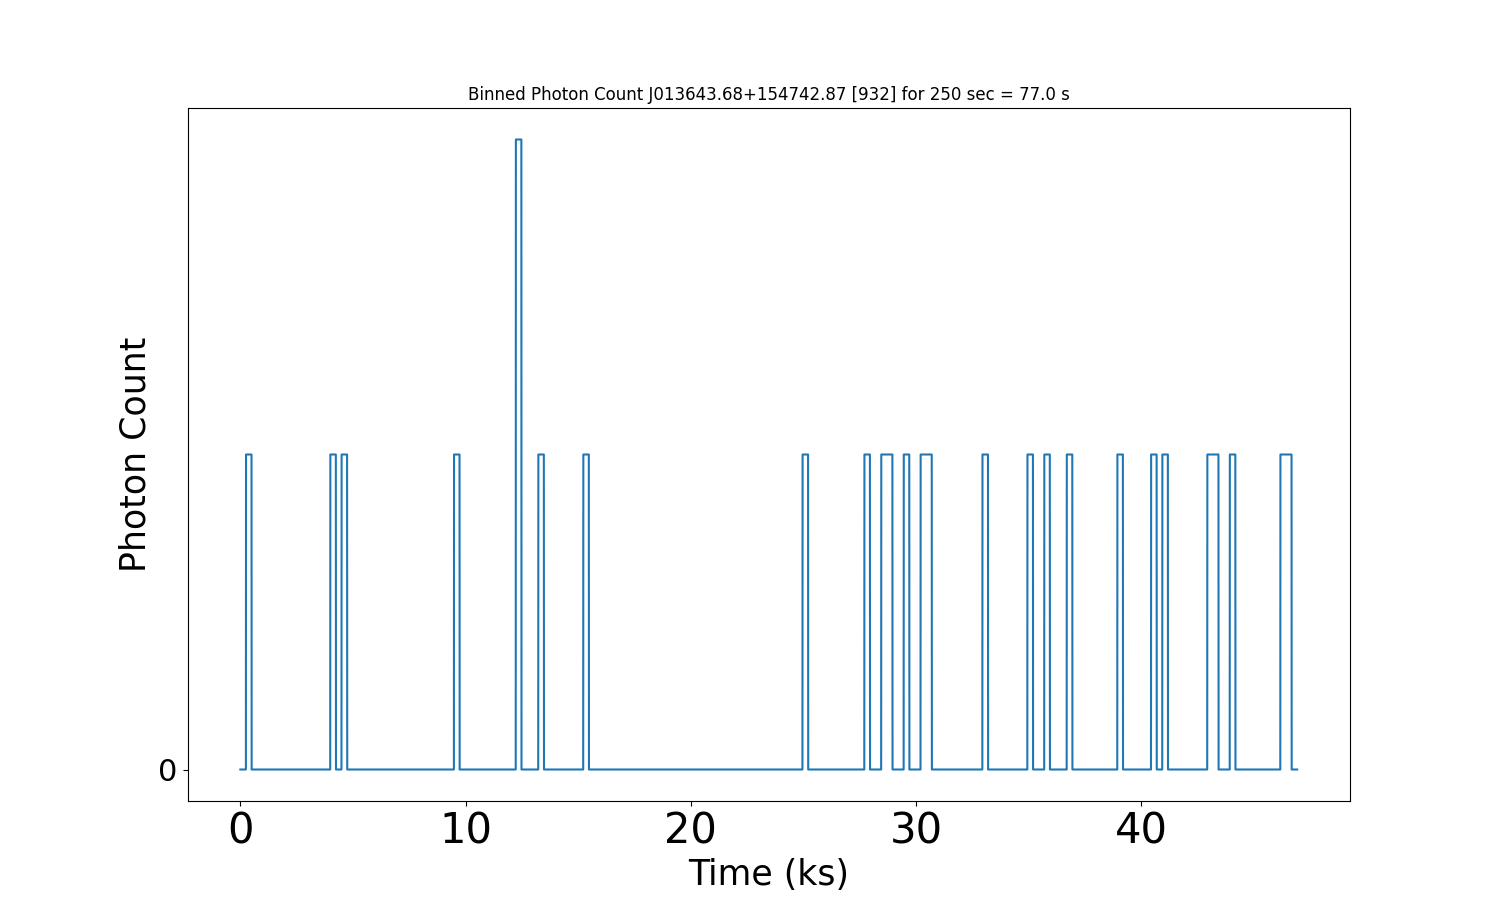 Binned Photon Count J013643.68+154742.87 [932] for 250 sec = 77.0 s
Photon Count
0
0 10 20 30 40
Time (ks)